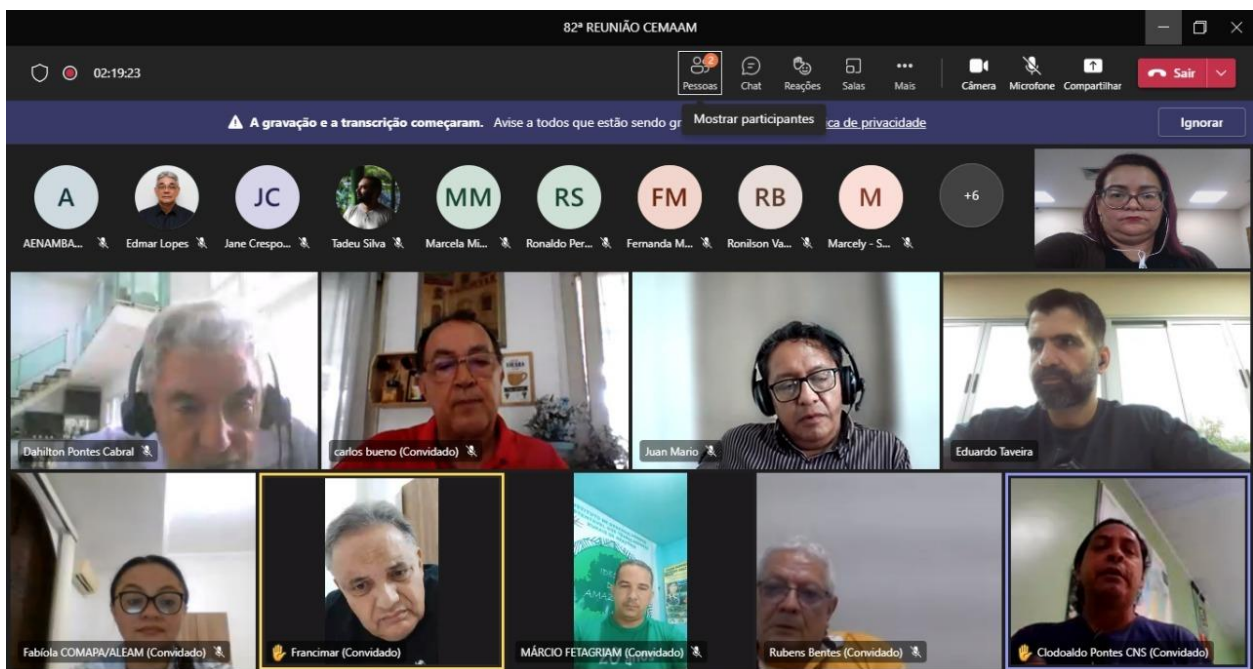 82ª REUNIÃO CEMAAM
02:19:23
2
Pessoas
Chat
Reações
Salas
Mais
Câmera
Microfone
Compartilhar
Sair
A gravação e a transcrição começaram. Avise a todos que estão sendo gr
Mostrar participantes
ca de privacidade
Ignorar
A
JC
MM
RS
FM
RB
M
+6
AENAMBA...
Edmar Lopes
Jane Crespo...
Tadeu Silva
Marcela Mi...
Ronaldo Per...
Fernanda M...
Ronilson Va...
Marcely - S...
Dahilton Pontes Cabral
carlos bueno (Convidado)
Juan Mario
Eduardo Taveira
Fabíola COMAPA/ALEAM (Convidado)
Francimar (Convidado)
MÁRCIO FETAGRIAM (Convidado)
Rubens Bentes (Convidado)
Clodoaldo Pontes CNS (Convidado)